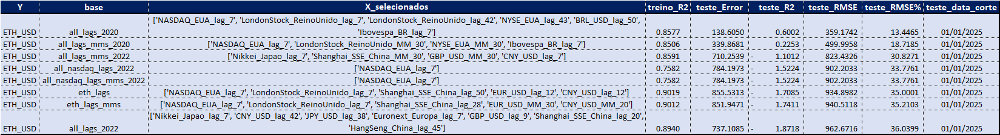 Y base X_selecionados treino_R2 teste_Error teste_R2 teste_RMSE teste_RMSE% teste_data_corte
['NASDAQ_EUA_lag_7', 'LondonStock_ReinoUnido_lag_7', 'LondonStock_ReinoUnido_lag_42', 'NYSE_EUA_lag_43', 'BRL_USD_lag_50',
ETH_USD all_lags_2020 'Ibovespa_BR_lag_7'] 0.8577 138.6050 0.6002 359.1742 13.4465 01/01/2025
ETH_USD all_lags_mms_2020 ['NASDAQ_EUA_lag_7', 'LondonStock_ReinoUnido_MM_30', 'NYSE_EUA_MM_30', 'Ibovespa_BR_lag_7'] 0.8506 339.8681 0.2253 499.9958 18.7185 01/01/2025
ETH_USD all_lags_mms_2022 ['Nikkei_Japao_lag_7', 'Shanghai_SSE_China_MM_30', 'GBP_USD_MM_30', 'CNY_USD_lag_7'] 0.8591 710.2539 - 1.1012 823.4326 30.8271 01/01/2025
ETH_USD all_nasdaq_lags_2022 ['NASDAQ_EUA_lag_7'] 0.7582 784.1973 - 1.5224 902.2033 33.7761 01/01/2025
ETH_USD all_nasdaq_lags_mms_2022 ['NASDAQ_EUA_lag_7'] 0.7582 784.1973 - 1.5224 902.2033 33.7761 01/01/2025
ETH_USD eth_lags ['NASDAQ_EUA_lag_7', 'LondonStock_ReinoUnido_lag_7', 'Shanghai_SSE_China_lag_50', 'EUR_USD_lag_12', 'CNY_USD_lag_12'] 0.9019 855.5313 - 1.7085 934.8982 35.0001 01/01/2025
ETH_USD eth_lags_mms ['NASDAQ_EUA_lag_7', 'LondonStock_ReinoUnido_lag_7', 'Shanghai_SSE_China_lag_28', 'EUR_USD_MM_30', 'CNY_USD_MM_20'] 0.9012 851.9471 - 1.7411 940.5118 35.2103 01/01/2025
['Nikkei_Japao_lag_7', 'CNY_USD_lag_42', 'JPY_USD_lag_38', 'Euronext_Europa_lag_7', 'GBP_USD_lag_9', 'Shanghai_SSE_China_lag_20',
ETH_USD all_lags_2022 'HangSeng_China_lag_45'] 0.8940 737.1085 - 1.8718 962.6716 36.0399 01/01/2025